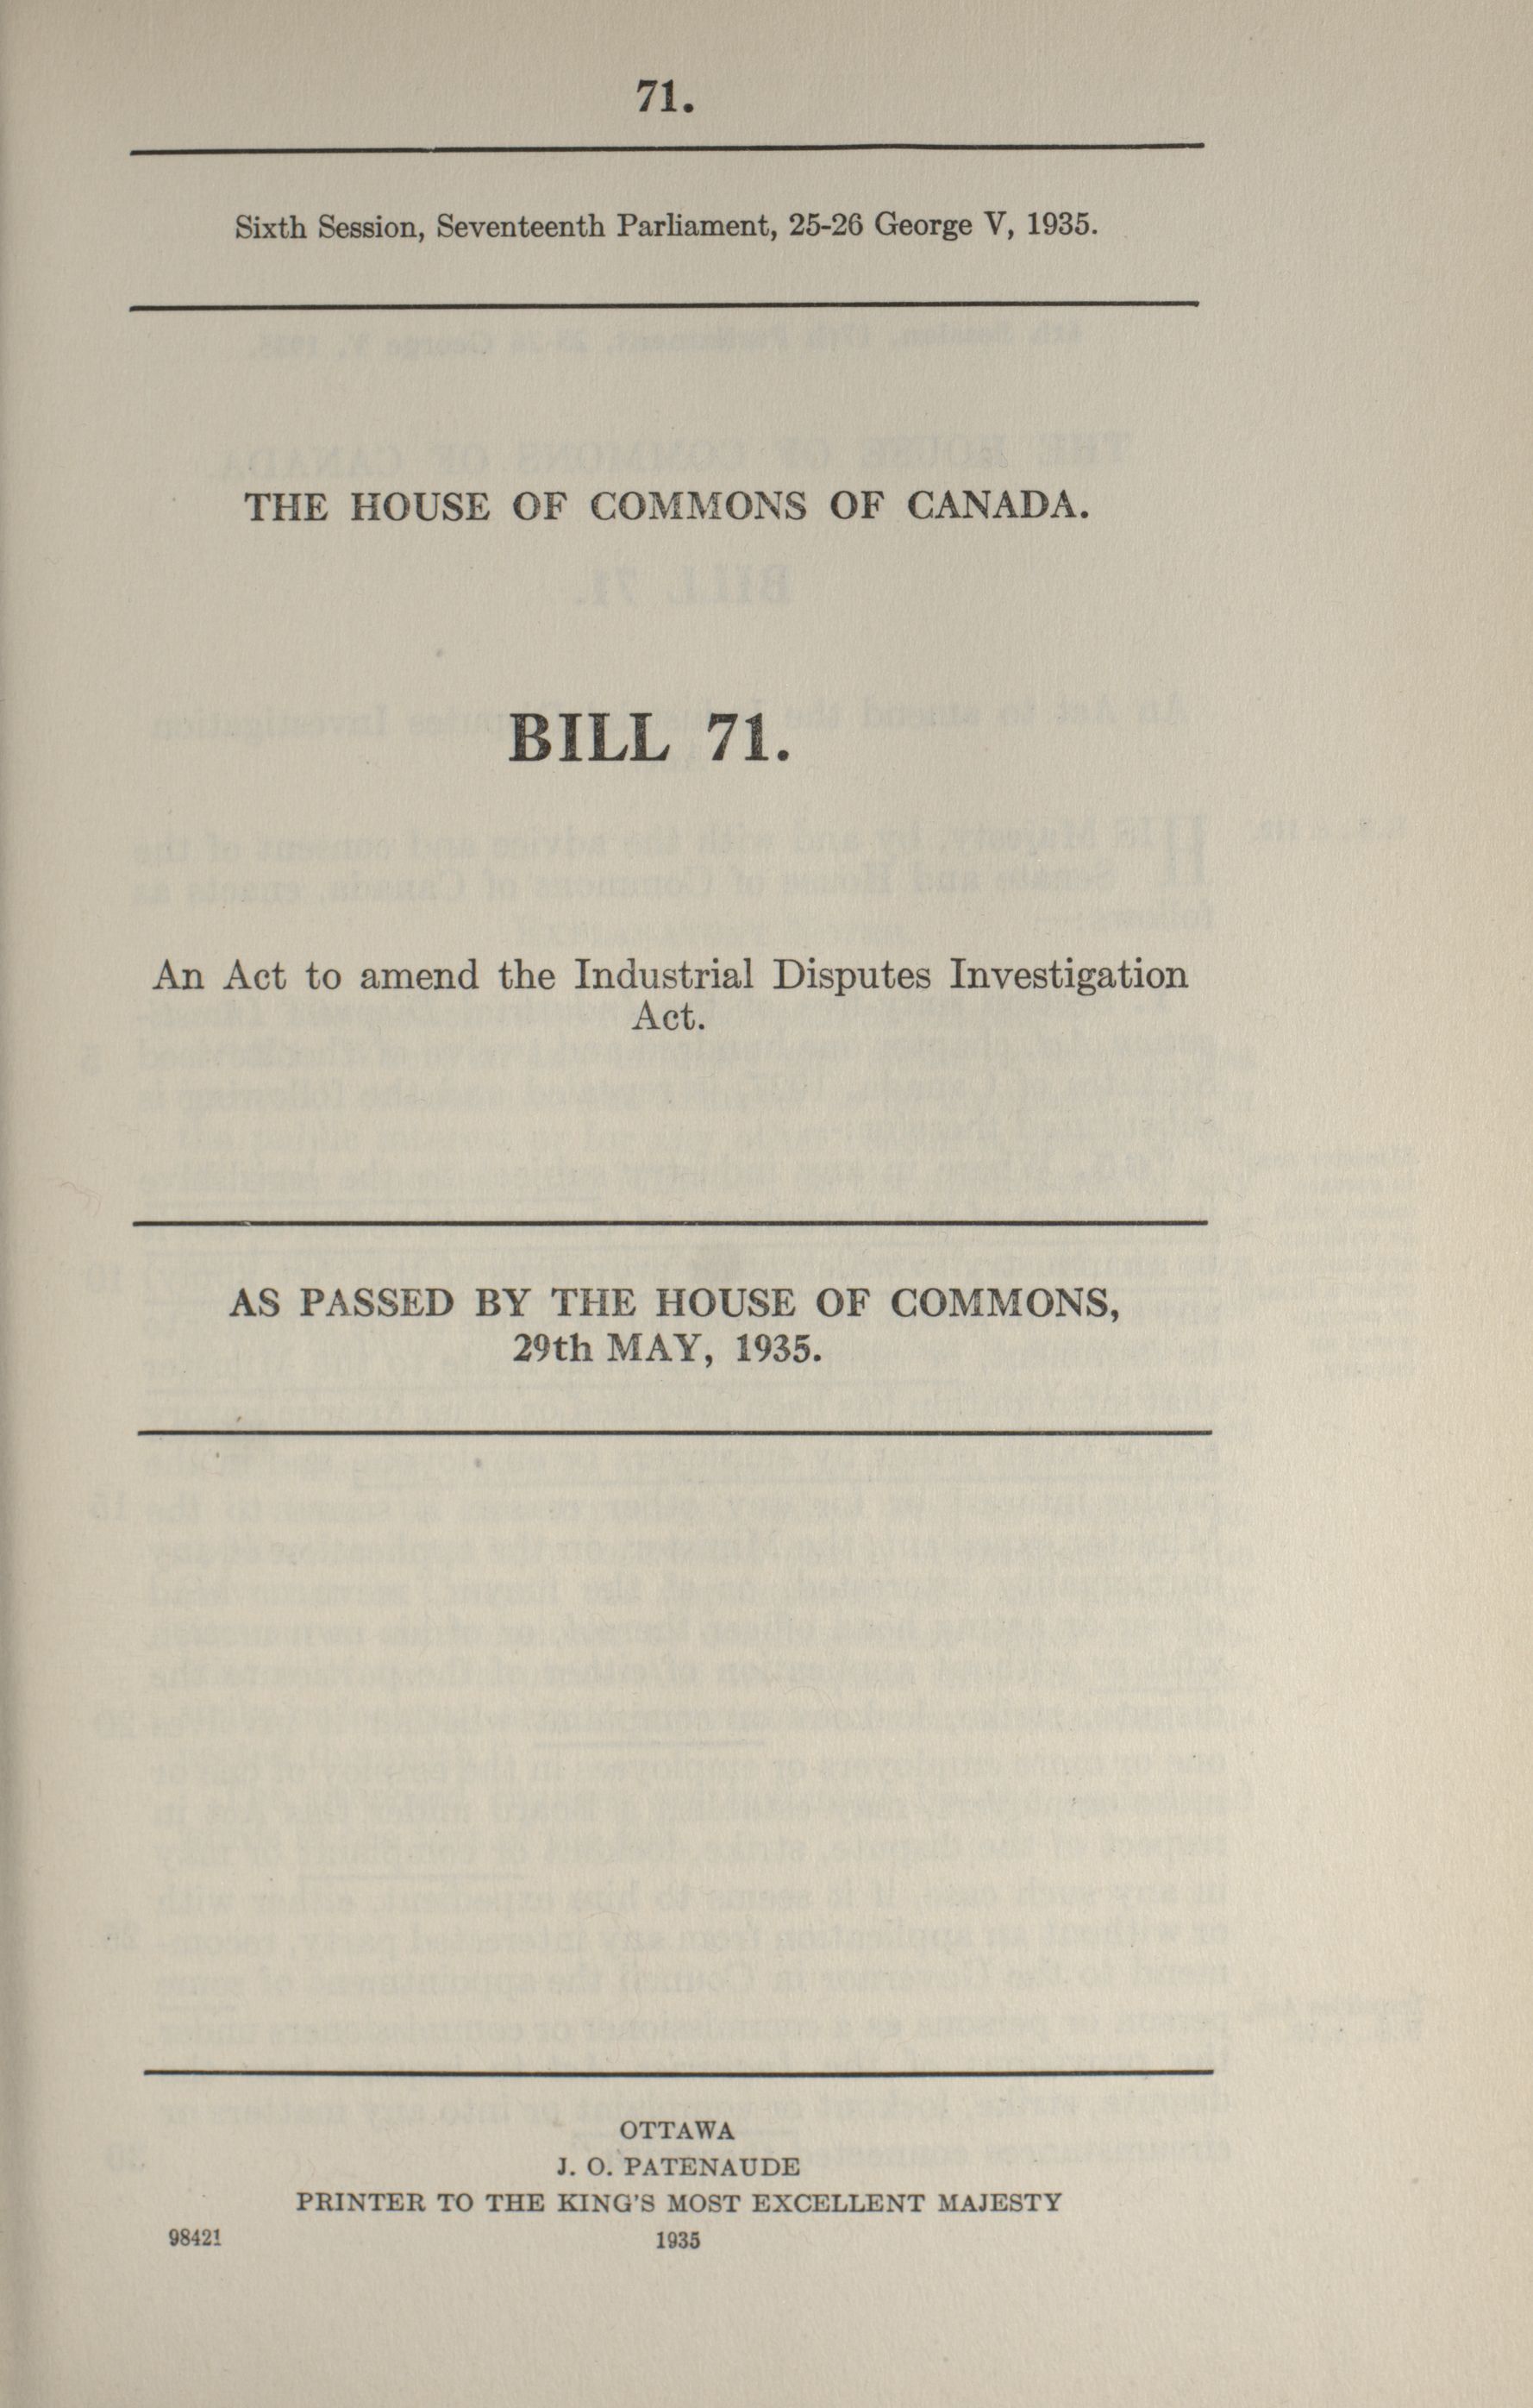 71.
Sixth Session, Seventeenth Parliament, 25-26 George V, 1935.
THE HOUSE OF COMMONS OF CANADA.
BILL 71.
An Act to amend the Industrial Disputes Investigation
Act.
AS PASSED BY THE HOUSE OF COMMONS,
29th MAY, 1935.
OTTAWA
J. O. PATENAUDE
PRINTER TO THE KING'S MOST EXCELLENT MAJESTY
98421 1935